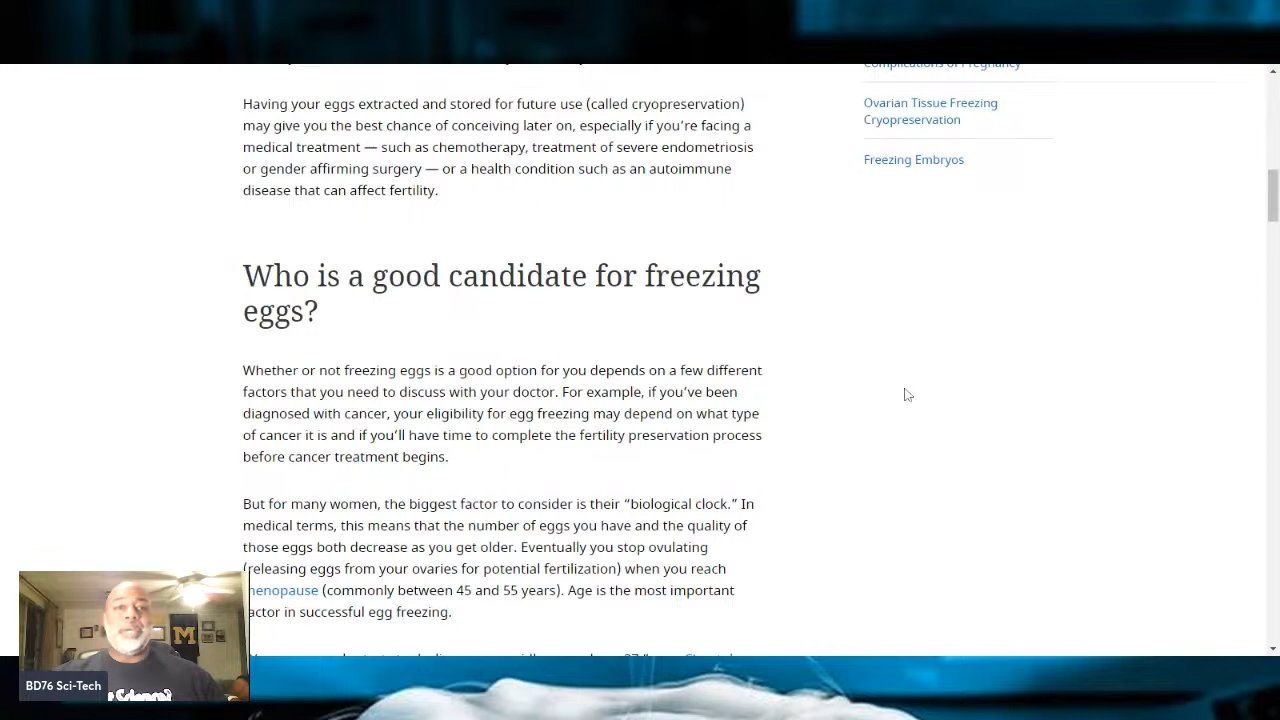 Complications of Pregnancy
Having your eggs extracted and stored for future use (called cryopreservation)
may give you the best chance of conceiving later on, especially if you're facing a
medical treatment — such as chemotherapy, treatment of severe endometriosis
or gender affirming surgery — or a health condition such as an autoimmune
disease that can affect fertility.
Ovarian Tissue Freezing
Cryopreservation
Freezing Embryos
Who is a good candidate for freezing
eggs?
Whether or not freezing eggs is a good option for you depends on a few different
factors that you need to discuss with your doctor. For example, if you've been
diagnosed with cancer, your eligibility for egg freezing may depend on what type
of cancer it is and if you'll have time to complete the fertility preservation process
before cancer treatment begins.
But for many women, the biggest factor to consider is their “biological clock.” In
medical terms, this means that the number of eggs you have and the quality of
those eggs both decrease as you get older. Eventually you stop ovulating
(releasing eggs from your ovaries for potential fertilization) when you reach
menopause (commonly between 45 and 55 years). Age is the most important
factor in successful egg freezing.
M
BD76 Sci-Tech
Science?